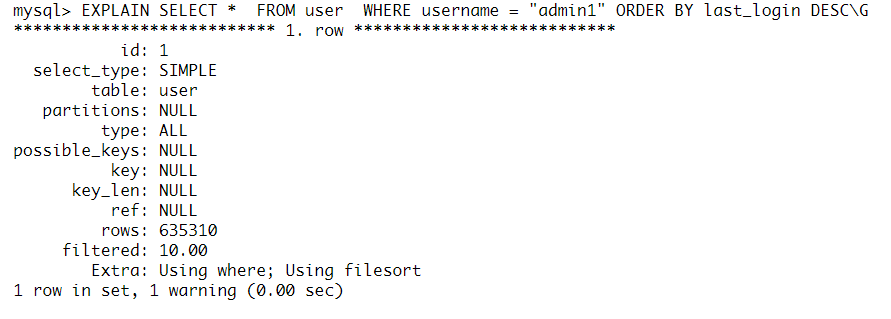 mysql> EXPLAIN SELECT *  FROM user  WHERE username = "admin1" ORDER BY last_login DESC\G
*************************** 1. row ***************************
           id: 1
  select_type: SIMPLE
        table: user
   partitions: NULL
         type: ALL
possible_keys: NULL
          key: NULL
      key_len: NULL
          ref: NULL
         rows: 635310
     filtered: 10.00
        Extra: Using where; Using filesort
1 row in set, 1 warning (0.00 sec)